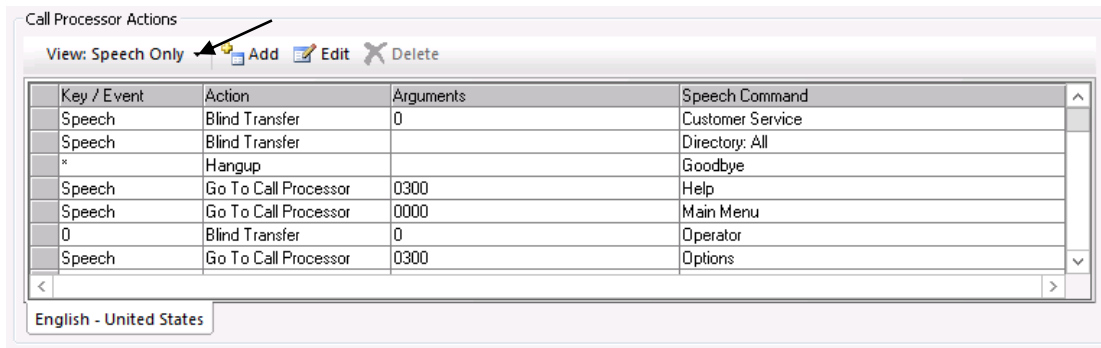 Call Processor Actions
View: Speech Only Add Edit Delete
Key / Event Action Arguments Speech Command
Speech Blind Transfer 0 Customer Service
Speech Blind Transfer Directory: All
* Hangup Goodbye
Speech Go To Call Processor 0300 Help
Speech Go To Call Processor 0000 Main Menu
0 Blind Transfer 0 Operator
Speech Go To Call Processor 0300 Options
English - United States